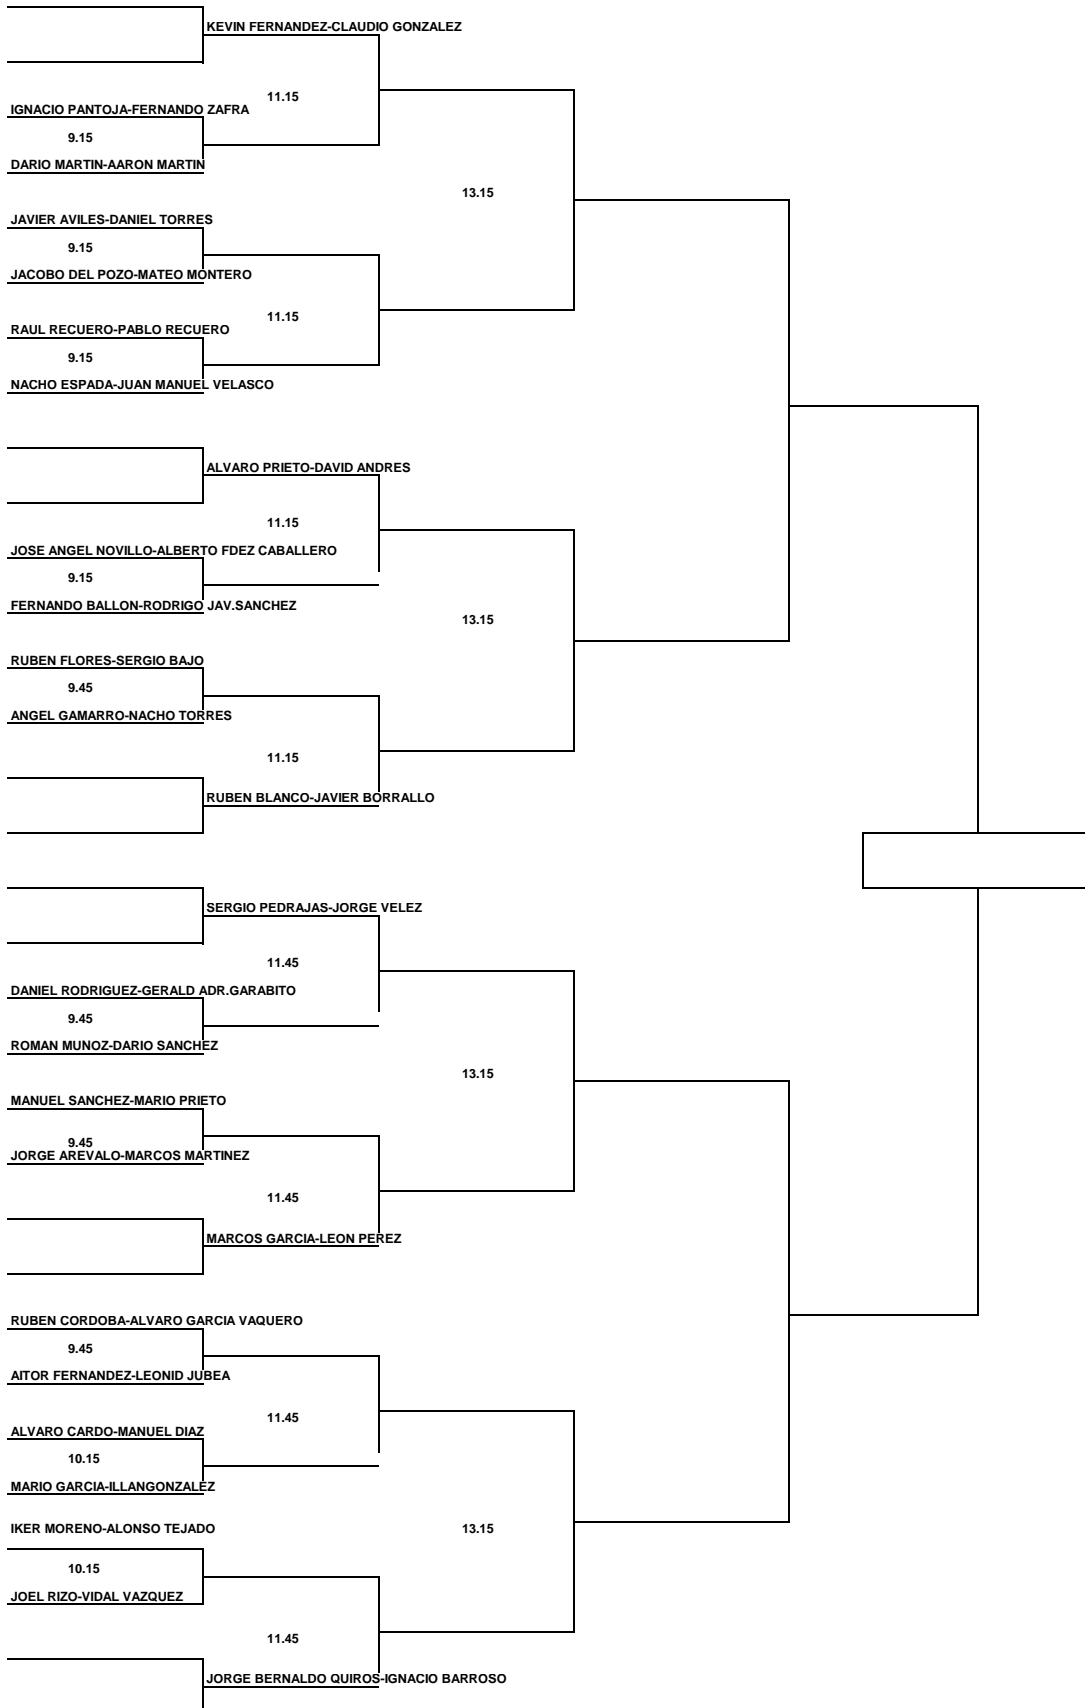 KEVIN FERNANDEZ-CLAUDIO GONZALEZ
11.15
IGNACIO PANTOJA-FERNANDO ZAFRA
9.15
DARIO MARTIN-AARON MARTIN
13.15
JAVIER AVILES-DANIEL TORRES
9.15
JACOBO DEL POZO-MATEO MONTERO
11.15
RAUL RECUERO-PABLO RECUERO
9.15
NACHO ESPADA-JUAN MANUEL VELASCO
ALVARO PRIETO-DAVID ANDRES
11.15
JOSE ANGEL NOVILLO-ALBERTO FDEZ CABALLERO
9.15
FERNANDO BALLON-RODRIGO JAV.SANCHEZ
13.15
RUBEN FLORES-SERGIO BAJO
9.45
ANGEL GAMARRO-NACHO TORRES
11.15
RUBEN BLANCO-JAVIER BORRALLO
SERGIO PEDRAJAS-JORGE VELEZ
11.45
DANIEL RODRIGUEZ-GERALD ADR.GARABITO
9.45
ROMAN MUNOZ-DARIO SANCHEZ
13.15
MANUEL SANCHEZ-MARIO PRIETO
9.45
JORGE AREVALO-MARCOS MARTINEZ
11.45
MARCOS GARCIA-LEON PEREZ
RUBEN CORDOBA-ALVARO GARCIA VAQUERO
9.45
AITOR FERNANDEZ-LEONID JUBEA
11.45
ALVARO CARDO-MANUEL DIAZ
10.15
MARIO GARCIA-ILLANGONZALEZ
IKER MORENO-ALONSO TEJADO
13.15
10.15
JOEL RIZO-VIDAL VAZQUEZ
11.45
JORGE BERNALDO QUIROS-IGNACIO BARROSO